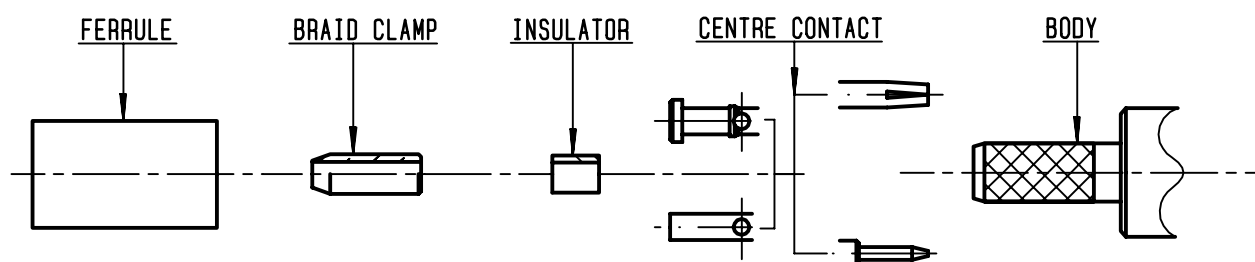 FERRULE
BRAID CLAMP
INSULATOR
CENTRE CONTACT
BODY